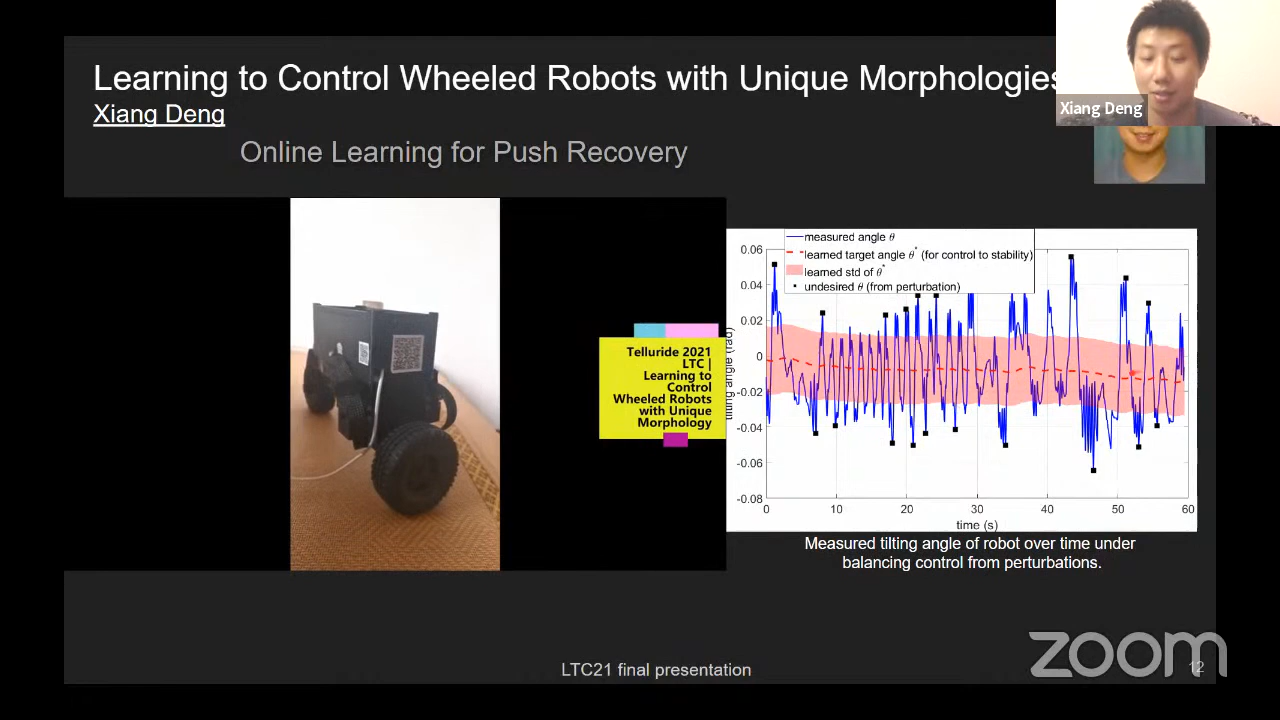 Learning to Control Wheeled Robots with Unique Morphologies
Xiang Deng
Xiang Deng
Online Learning for Push Recovery
Telluride 2021
LTC |
Learning to
Control
Wheeled Robots
with Unique
Morphology
measured angle θ
learned target angle θ* (for control to stability)
learned std of θ*
undesired θ (from perturbation)
0.06
0.04
0.02
0
-0.02
-0.04
-0.06
-0.08
tilting angle (rad)
0 10 20 30 40 50 60
time (s)
Measured tilting angle of robot over time under
balancing control from perturbations.
LTC21 final presentation
zoom
12